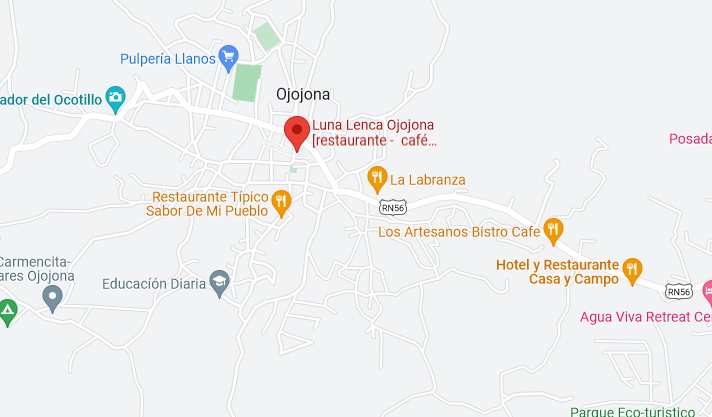 Pulpería Llanos
ador del Ocotillo
Ojojona
Luna Lenca Ojojona
[restaurante - café...
Posada
La Labranza
Restaurante Típico
Sabor De Mi Pueblo
RN56
Los Artesanos Bistro Cafe
Carmencita-
ares Ojojona
Hotel y Restaurante
Casa y Campo
Educación Diaria
RN56
Agua Viva Retreat Ce
Parque Eco-turistico